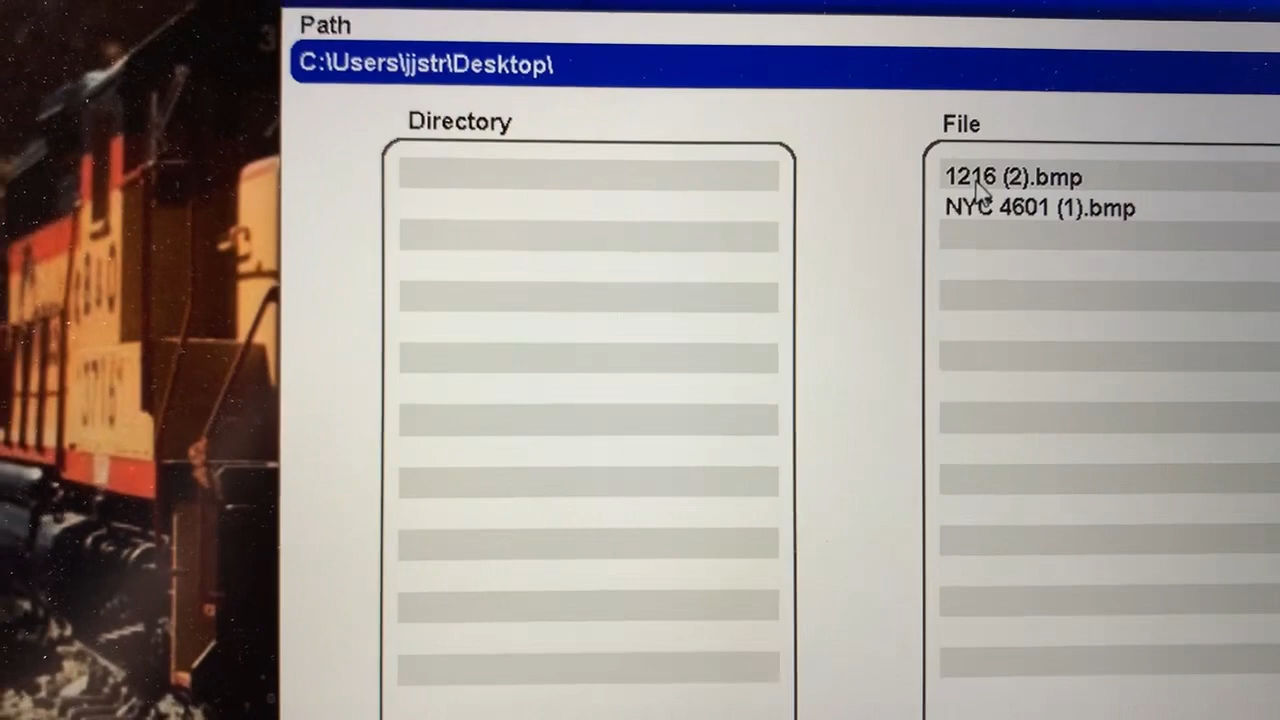 Path
C:\Users\jjstr\Desktop\
Directory
File
1216 (2).bmp
NYC 4601 (1).bmp